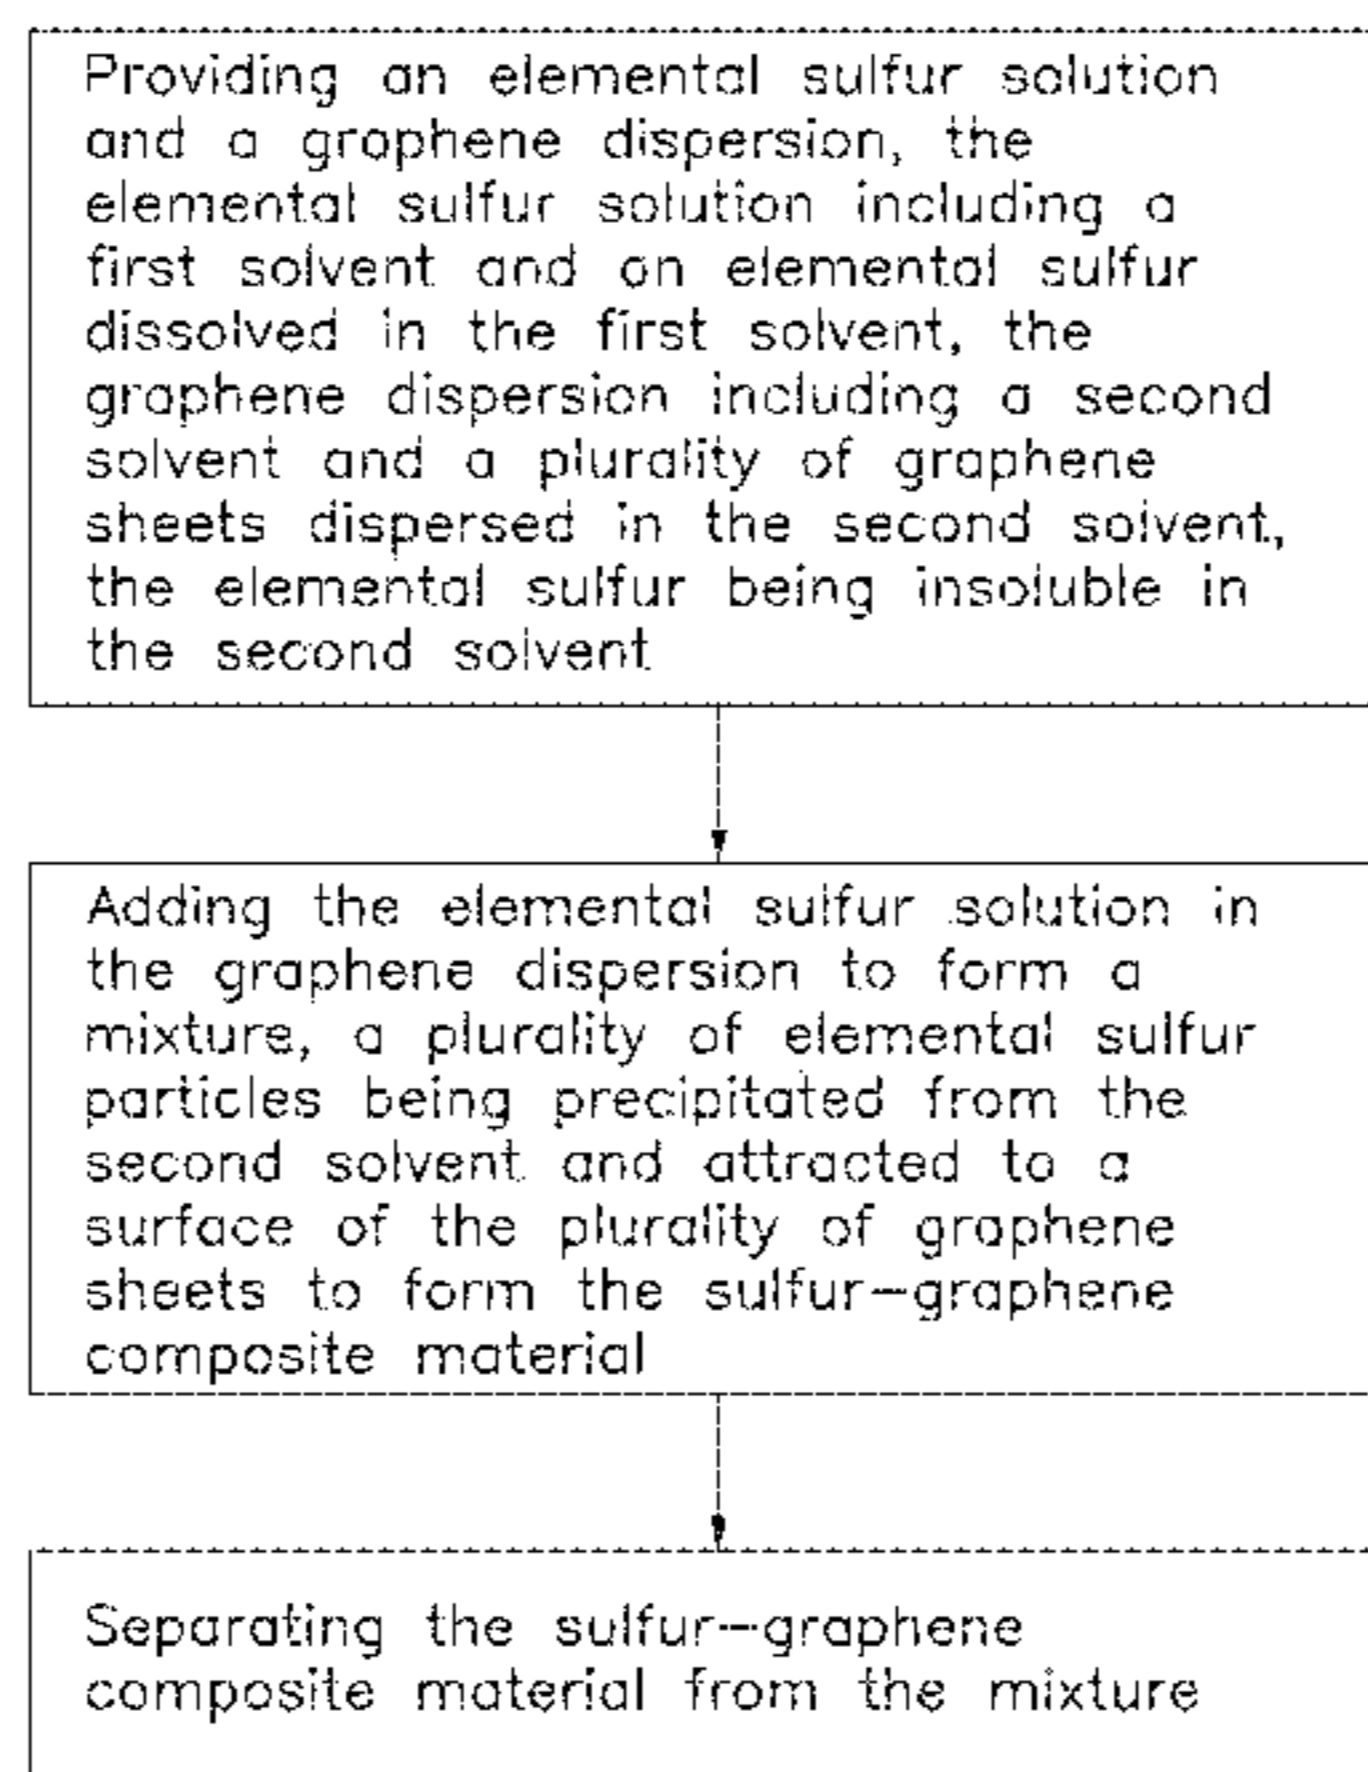 Providing an elemental sulfur solution
and a graphene dispersion, the
elemental sulfur solution including a
first solvent and an elemental sulfur
dissolved in the first solvent, the
graphene dispersion including a second
solvent and a plurality of graphene
sheets dispersed in the second solvent,
the elemental sulfur being insoluble in
the second solvent
Adding the elemental sulfur solution in
the graphene dispersion to form a
mixture, a plurality of elemental sulfur
particles being precipitated from the
second solvent and attracted to a
surface of the plurality of graphene
sheets to form the sulfur-graphene
composite material
Separating the sulfur-graphene
composite material from the mixture